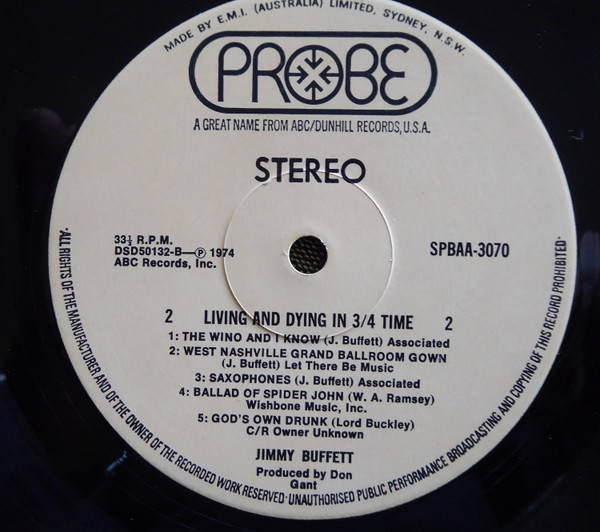 MADE BY E.M.I. (AUSTRALIA) LIMITED, SYDNEY, N.S.W.
PROBE
A GREAT NAME FROM ABC/DUNHILL RECORDS, U.S.A.
STEREO
33⅓ R.P.M.
DSD50132-B—Ⓟ 1974
ABC Records, Inc.
SPBAA-3070
2 LIVING AND DYING IN 3/4 TIME 2
1: THE WINO AND I KNOW (J. Buffett) Associated
2: WEST NASHVILLE GRAND BALLROOM GOWN
(J. Buffett) Let There Be Music
3: SAXOPHONES (J. Buffett) Associated
4: BALLAD OF SPIDER JOHN (W. A. Ramsey)
Wishbone Music, Inc.
5: GOD'S OWN DRUNK (Lord Buckley)
C/R Owner Unknown
JIMMY BUFFETT
Produced by Don
Gant
·ALL RIGHTS OF THE MANUFACTURER AND OF THE OWNER OF THE RECORDED WORK RESERVED·UNAUTHORISED PUBLIC PERFORMANCE BROADCASTING AND COPYING OF THIS RECORD PROHIBITED·